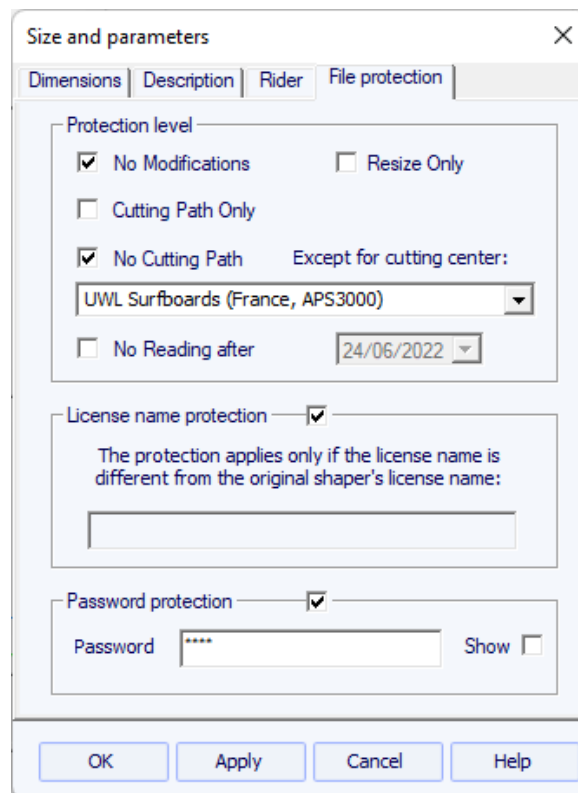 Size and parameters
Dimensions Description Rider File protection
Protection level
No Modifications Resize Only
Cutting Path Only
No Cutting Path Except for cutting center:
UWL Surfboards (France, APS3000)
No Reading after 24/06/2022
License name protection
The protection applies only if the license name is
different from the original shaper's license name:
Password protection
Password **** Show
OK Apply Cancel Help